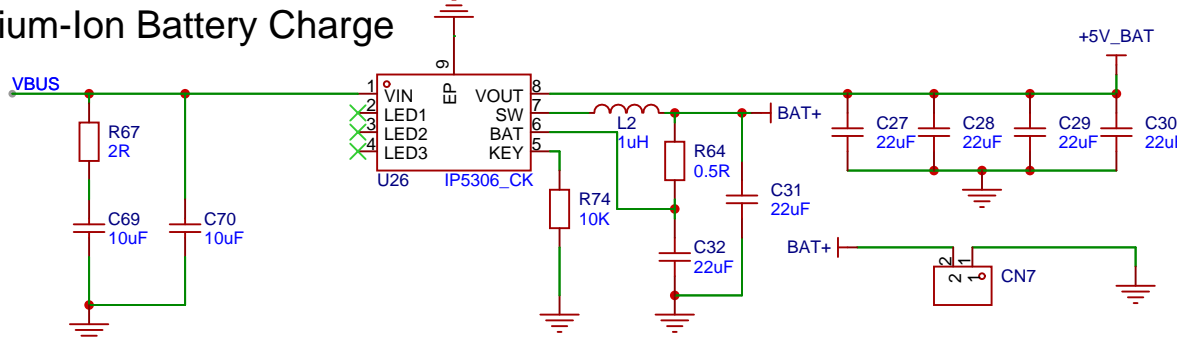 ium-Ion Battery Charge
+5V_BAT
VBUS
9
EP
1
VIN
2
LED1
3
LED2
4
LED3
VOUT
8
SW
7
BAT
6
KEY
5
U26
IP5306_CK
R67
2R
C69
10uF
C70
10uF
L2
1uH
BAT+
R64
0.5R
R74
10K
C31
22uF
C32
22uF
C27
22uF
C28
22uF
C29
22uF
C30
22u
BAT+
2
1
2
1
CN7